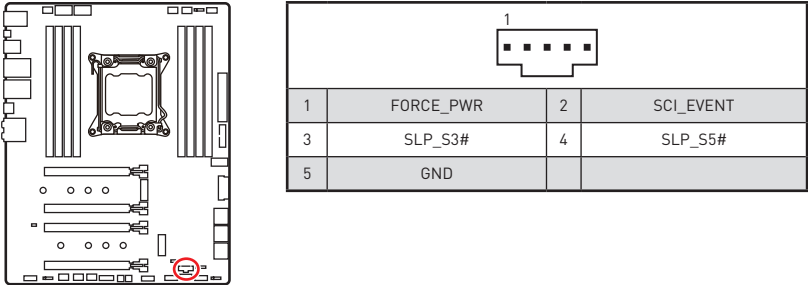 1
1 FORCE_PWR 2 SCI_EVENT
3 SLP_S3# 4 SLP_S5#
5 GND